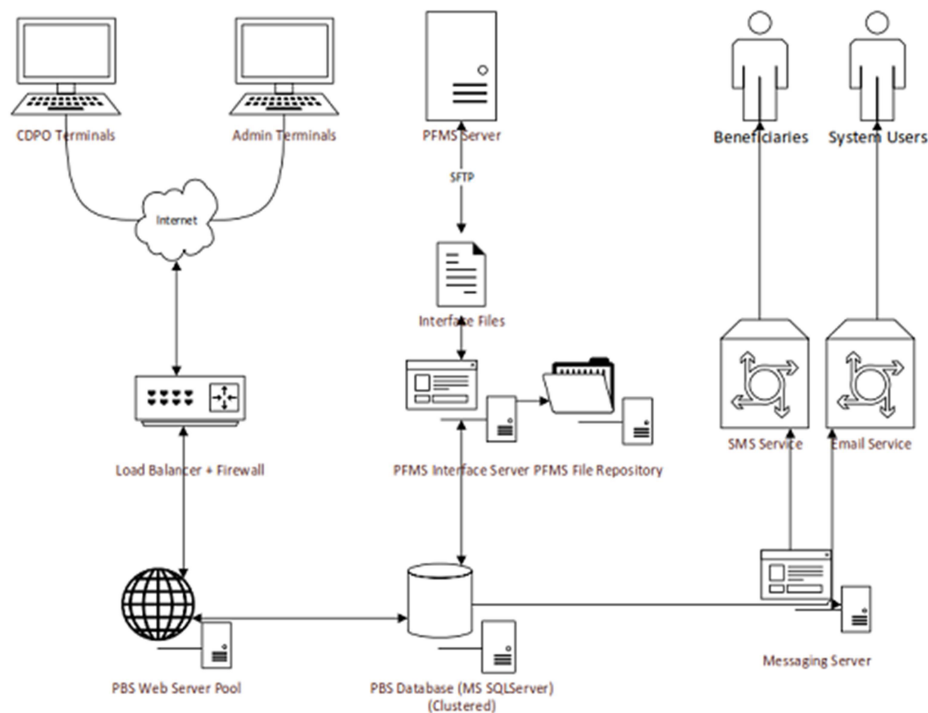 CDPO Terminals
Admin Terminals
PFMS Server
Beneficiaries
System Users
SFTP
Internet
Interface Files
SMS Service
Email Service
Load Balancer + Firewall
PFMS Interface Server
PFMS File Repository
PBS Web Server Pool
PBS Database (MS SQLServer)
(Clustered)
Messaging Server